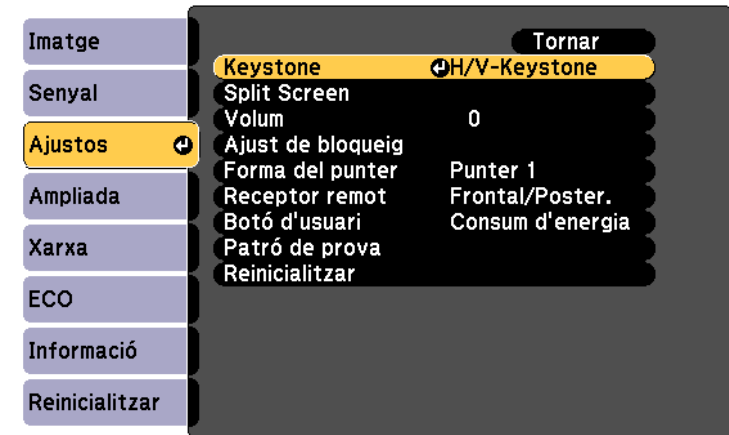 Imatge
Senyal
Ajustos
Ampliada
Xarxa
ECO
Informació
Reinicialitzar
Tornar
Keystone H/V-Keystone
Split Screen
Volum 0
Ajust de bloqueig
Forma del punter Punter 1
Receptor remot Frontal/Poster.
Botó d'usuari Consum d'energia
Patró de prova
Reinicialitzar